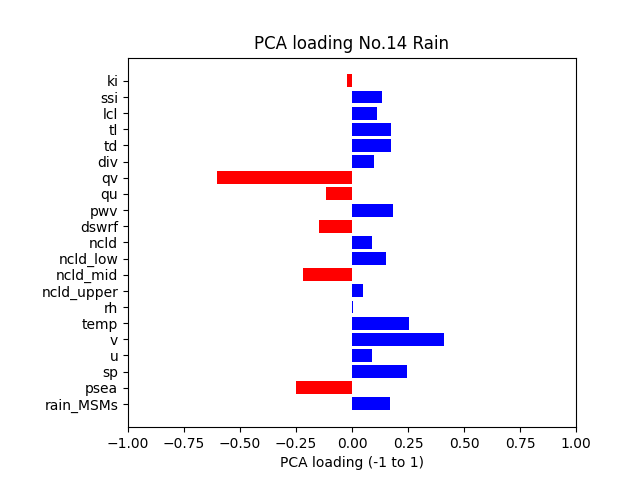 PCA loading No.14 Rain
ki
ssi
lcl
tl
td
div
qv
qu
pwv
dswrf
ncld
ncld_low
ncld_mid
ncld_upper
rh
temp
v
u
sp
psea
rain_MSMs
−1.00 −0.75 −0.50 −0.25 0.00 0.25 0.50 0.75 1.00
PCA loading (-1 to 1)